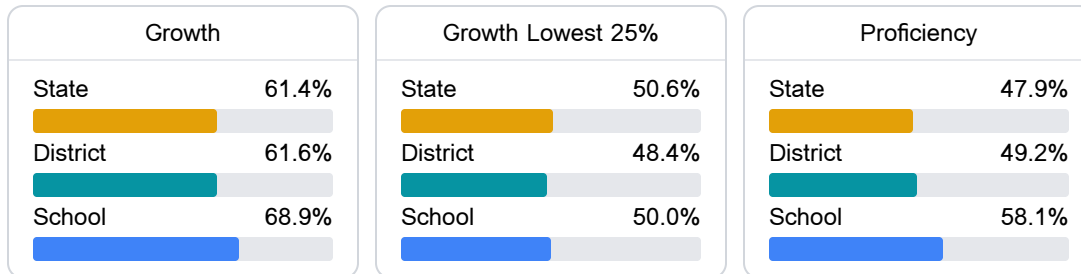 Growth
State 61.4%
District 61.6%
School 68.9%
Growth Lowest 25%
State 50.6%
District 48.4%
School 50.0%
Proficiency
State 47.9%
District 49.2%
School 58.1%